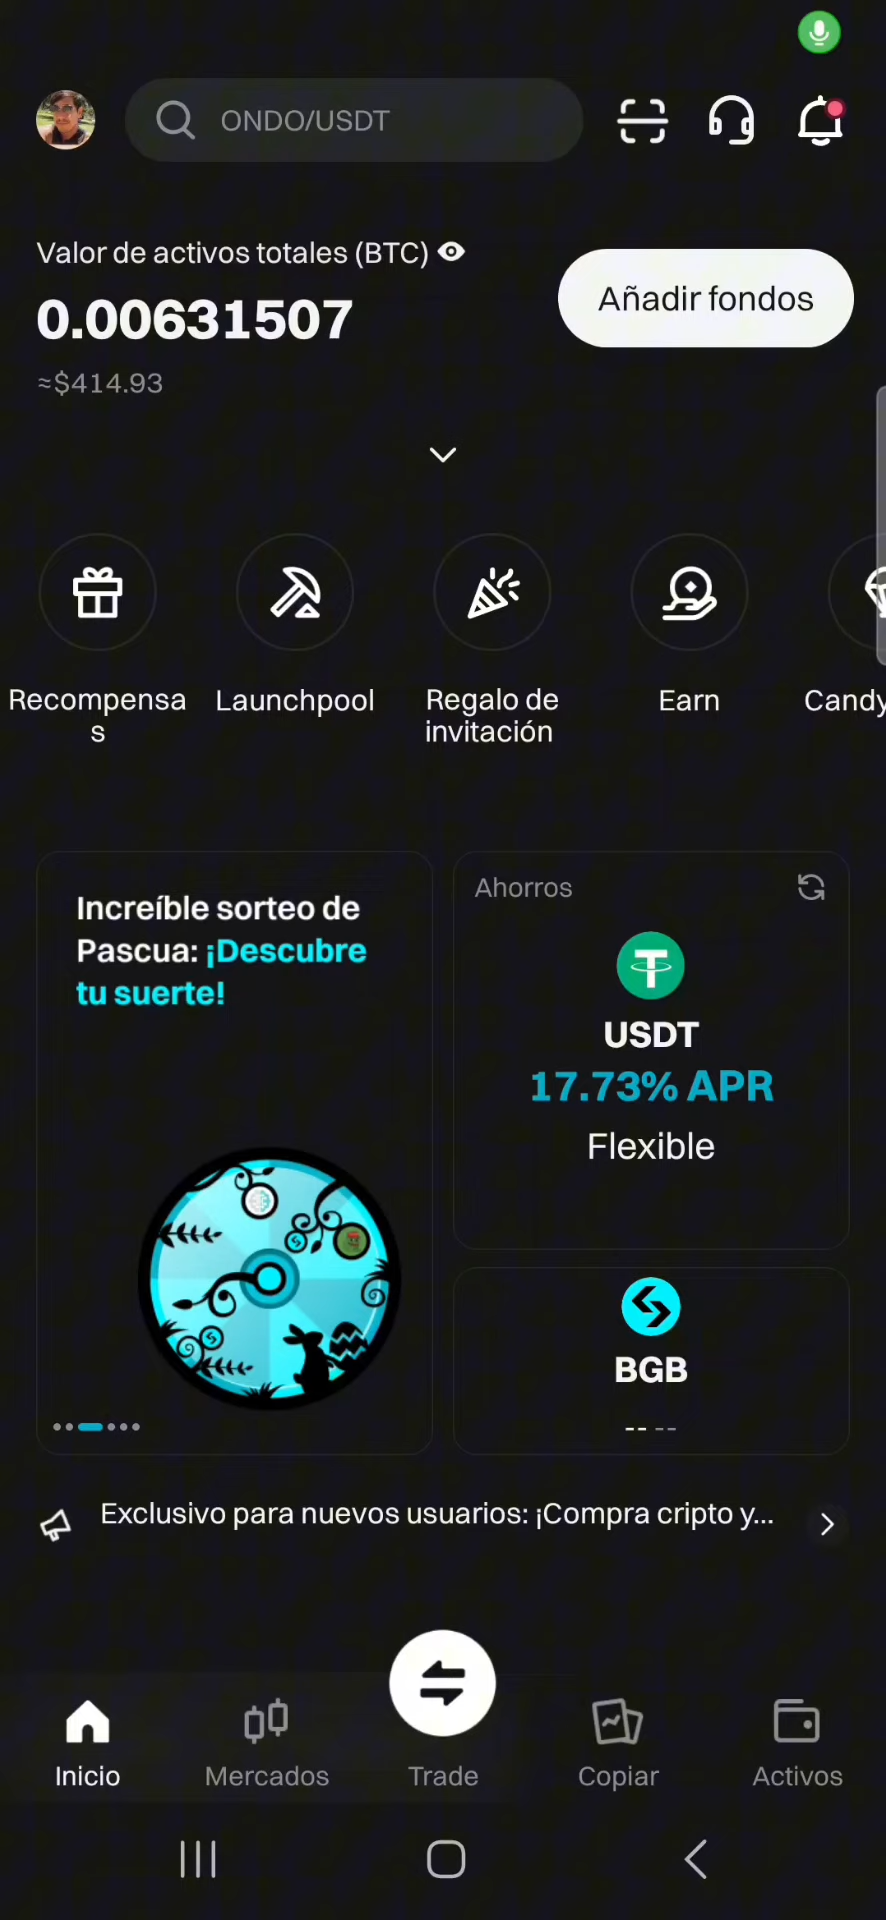 ONDO/USDT
Valor de activos totales (BTC)
0.00631507
≈$414.93
Añadir fondos
Recompensa
s
Launchpool
Regalo de
invitación
Earn
Candy
Increíble sorteo de
Pascua: ¡Descubre
tu suerte!
Ahorros
USDT
17.73% APR
Flexible
BGB
-- --
Exclusivo para nuevos usuarios: ¡Compra cripto y...
Inicio
Mercados
Trade
Copiar
Activos